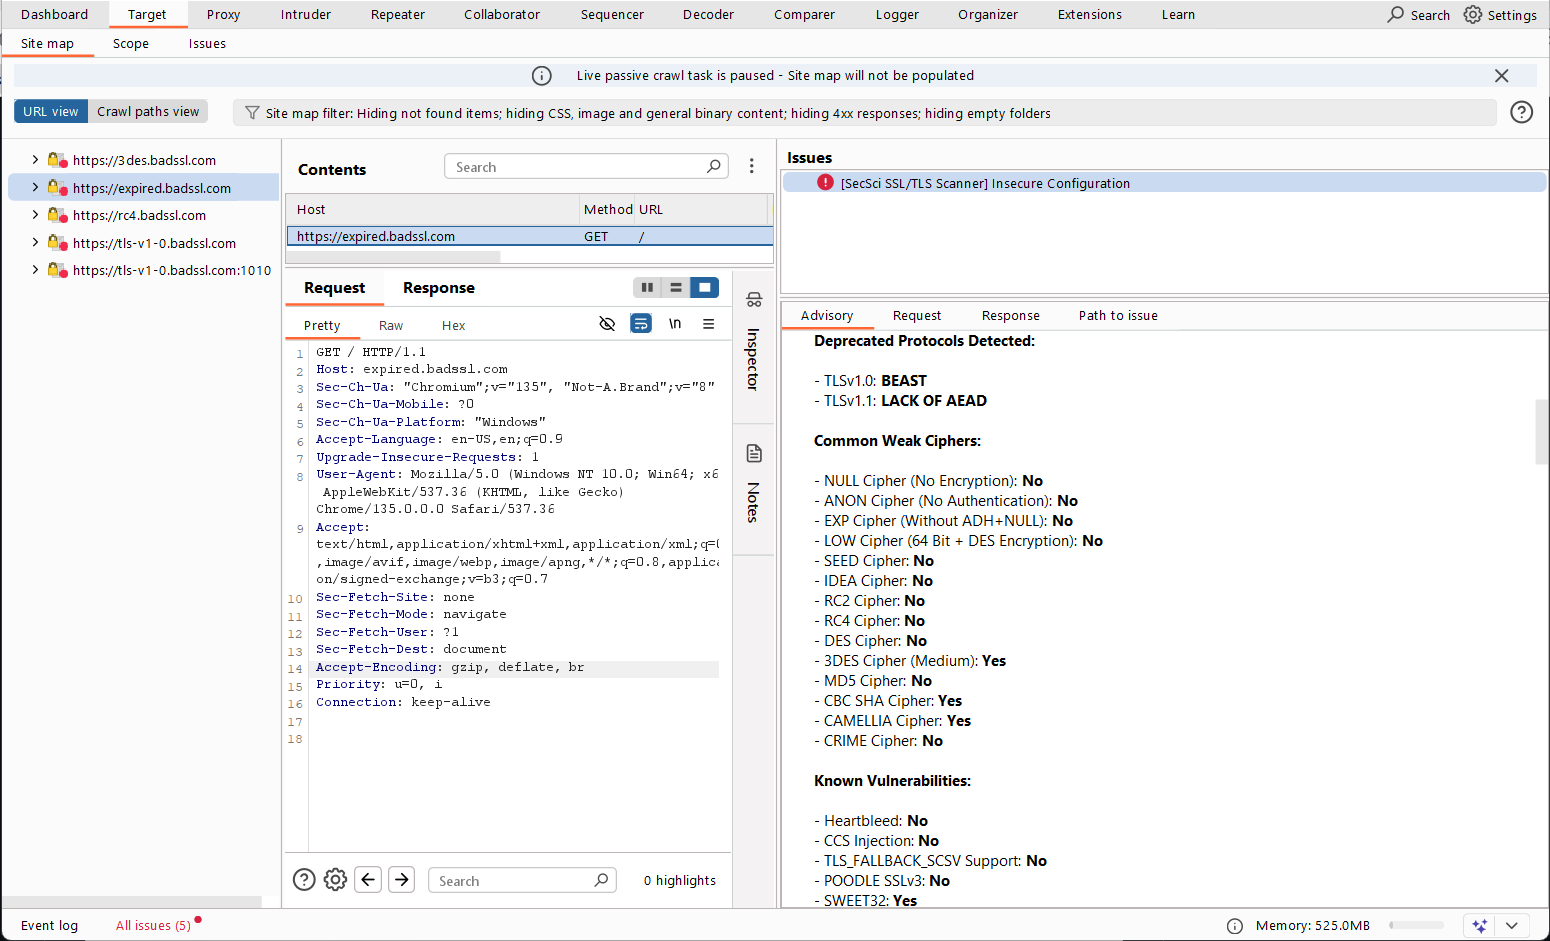 Dashboard Target Proxy Intruder Repeater Collaborator Sequencer Decoder Comparer Logger Organizer Extensions Learn Search Settings
Site map Scope Issues
Live passive crawl task is paused - Site map will not be populated
URL view Crawl paths view Site map filter: Hiding not found items; hiding CSS, image and general binary content; hiding 4xx responses; hiding empty folders
https://3des.badssl.com
https://expired.badssl.com
https://rc4.badssl.com
https://tls-v1-0.badssl.com
https://tls-v1-0.badssl.com:1010
Contents Search
Host Method URL
https://expired.badssl.com GET /
Request Response
Pretty Raw Hex \n
1 GET / HTTP/1.1
2 Host: expired.badssl.com
3 Sec-Ch-Ua: "Chromium";v="135", "Not-A.Brand";v="8"
4 Sec-Ch-Ua-Mobile: ?0
5 Sec-Ch-Ua-Platform: "Windows"
6 Accept-Language: en-US,en;q=0.9
7 Upgrade-Insecure-Requests: 1
8 User-Agent: Mozilla/5.0 (Windows NT 10.0; Win64; x6
AppleWebKit/537.36 (KHTML, like Gecko)
Chrome/135.0.0.0 Safari/537.36
9 Accept:
text/html,application/xhtml+xml,application/xml;q=0
,image/avif,image/webp,image/apng,*/*;q=0.8,applica
on/signed-exchange;v=b3;q=0.7
10 Sec-Fetch-Site: none
11 Sec-Fetch-Mode: navigate
12 Sec-Fetch-User: ?1
13 Sec-Fetch-Dest: document
14 Accept-Encoding: gzip, deflate, br
15 Priority: u=0, i
16 Connection: keep-alive
17
18
Search 0 highlights
Inspector
Notes
Issues
[SecSci SSL/TLS Scanner] Insecure Configuration
Advisory Request Response Path to issue
Deprecated Protocols Detected:
- TLSv1.0: BEAST
- TLSv1.1: LACK OF AEAD
Common Weak Ciphers:
- NULL Cipher (No Encryption): No
- ANON Cipher (No Authentication): No
- EXP Cipher (Without ADH+NULL): No
- LOW Cipher (64 Bit + DES Encryption): No
- SEED Cipher: No
- IDEA Cipher: No
- RC2 Cipher: No
- RC4 Cipher: No
- DES Cipher: No
- 3DES Cipher (Medium): Yes
- MD5 Cipher: No
- CBC SHA Cipher: Yes
- CAMELLIA Cipher: Yes
- CRIME Cipher: No
Known Vulnerabilities:
- Heartbleed: No
- CCS Injection: No
- TLS_FALLBACK_SCSV Support: No
- POODLE SSLv3: No
- SWEET32: Yes
Event log All issues (5) Memory: 525.0MB